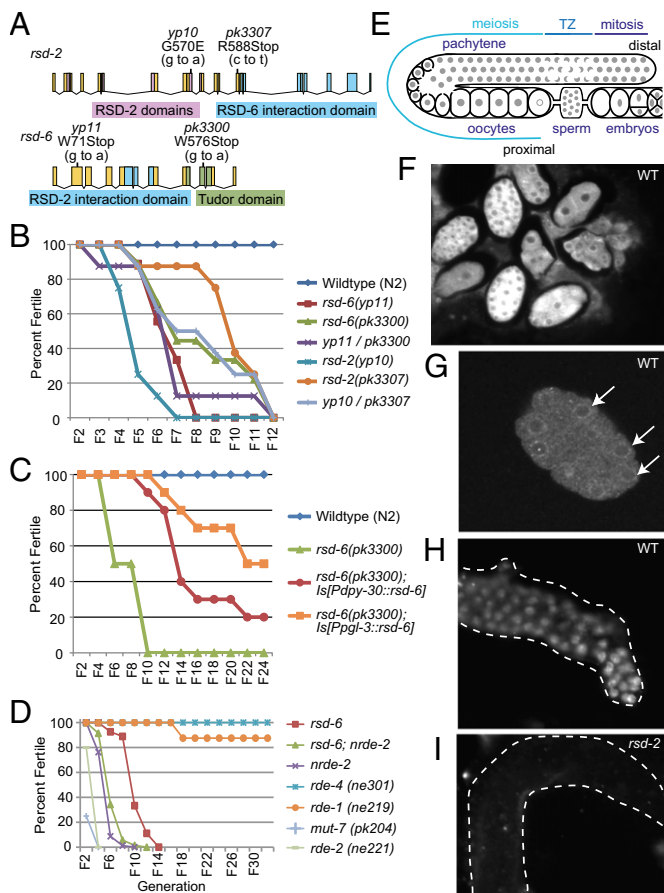 A
rsd-2
yp10
G570E
(g to a)
pk3307
R588Stop
(c to t)
RSD-2 domains
RSD-6 interaction domain
rsd-6
yp11
W71Stop
(g to a)
pk3300
W576Stop
(g to a)
RSD-2 interaction domain
Tudor domain
B
Percent Fertile
100
80
60
40
20
0
F2
F3
F4
F5
F6
F7
F8
F9
F10
F11
F12
Wildtype (N2)
rsd-6(yp11)
rsd-6(pk3300)
yp11 / pk3300
rsd-2(yp10)
rsd-2(pk3307)
yp10 / pk3307
C
Percent Fertile
100
80
60
40
20
0
F2
F4
F6
F8
F10
F12
F14
F16
F18
F20
F22
F24
Wildtype (N2)
rsd-6(pk3300)
rsd-6(pk3300);
Is[Pdpy-30::rsd-6]
rsd-6(pk3300);
Is[Ppgl-3::rsd-6]
D
Percent Fertile
100
80
60
40
20
0
F2
F6
F10
F14
F18
F22
F26
F30
Generation
rsd-6
rsd-6; nrde-2
nrde-2
rde-4 (ne301)
rde-1 (ne219)
mut-7 (pk204)
rde-2 (ne221)
E
meiosis
TZ
mitosis
pachytene
distal
oocytes
sperm
embryos
proximal
F
WT
G
WT
H
WT
I
rsd-2